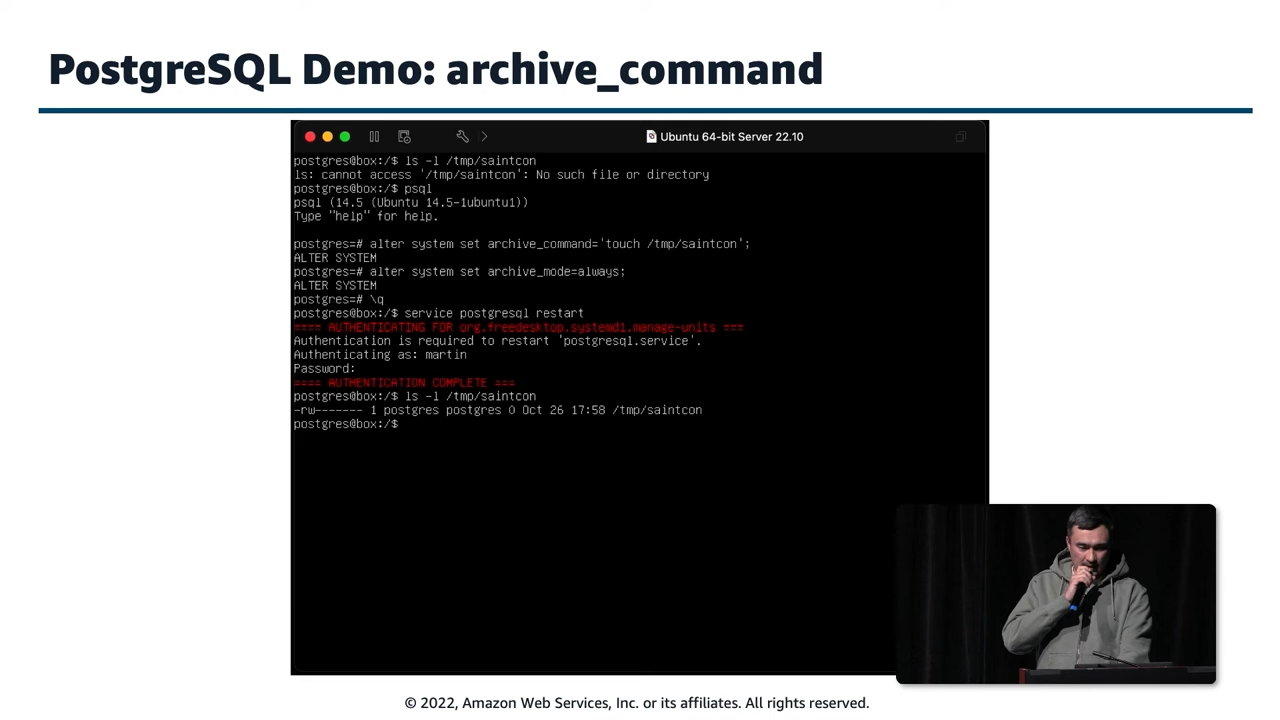 PostgreSQL Demo: archive_command
Ubuntu 64-bit Server 22.10
postgres@box:/$ ls -l /tmp/saintcon
ls: cannot access '/tmp/saintcon': No such file or directory
postgres@box:/$ psql
psql (14.5 (Ubuntu 14.5-1ubuntu1))
Type "help" for help.
postgres=# alter system set archive_command='touch /tmp/saintcon';
ALTER SYSTEM
postgres=# alter system set archive_mode=always;
ALTER SYSTEM
postgres=# \q
postgres@box:/$ service postgresql restart
==== AUTHENTICATING FOR org.freedesktop.systemd1.manage-units ===
Authentication is required to restart 'postgresql.service'.
Authenticating as: martin
Password:
==== AUTHENTICATION COMPLETE ===
postgres@box:/$ ls -l /tmp/saintcon
-rw------- 1 postgres postgres 0 Oct 26 17:58 /tmp/saintcon
postgres@box:/$
© 2022, Amazon Web Services, Inc. or its affiliates. All rights reserved.